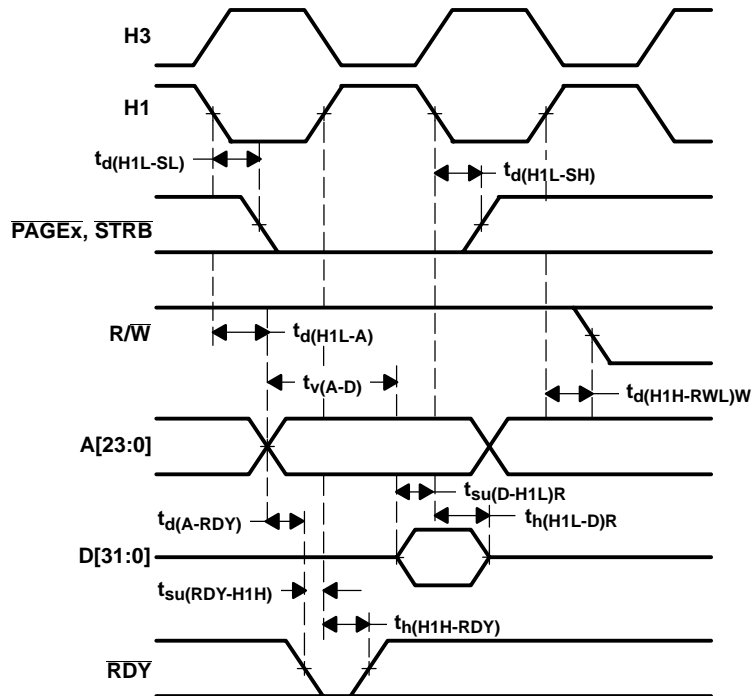 H3
H1
td(H1L-SL)
td(H1L-SH)
PAGEx, STRB
R/W
td(H1L-A)
tv(A-D)
td(H1H-RWL)W
A[23:0]
tsu(D-H1L)R
td(A-RDY)
th(H1L-D)R
D[31:0]
tsu(RDY-H1H)
th(H1H-RDY)
RDY